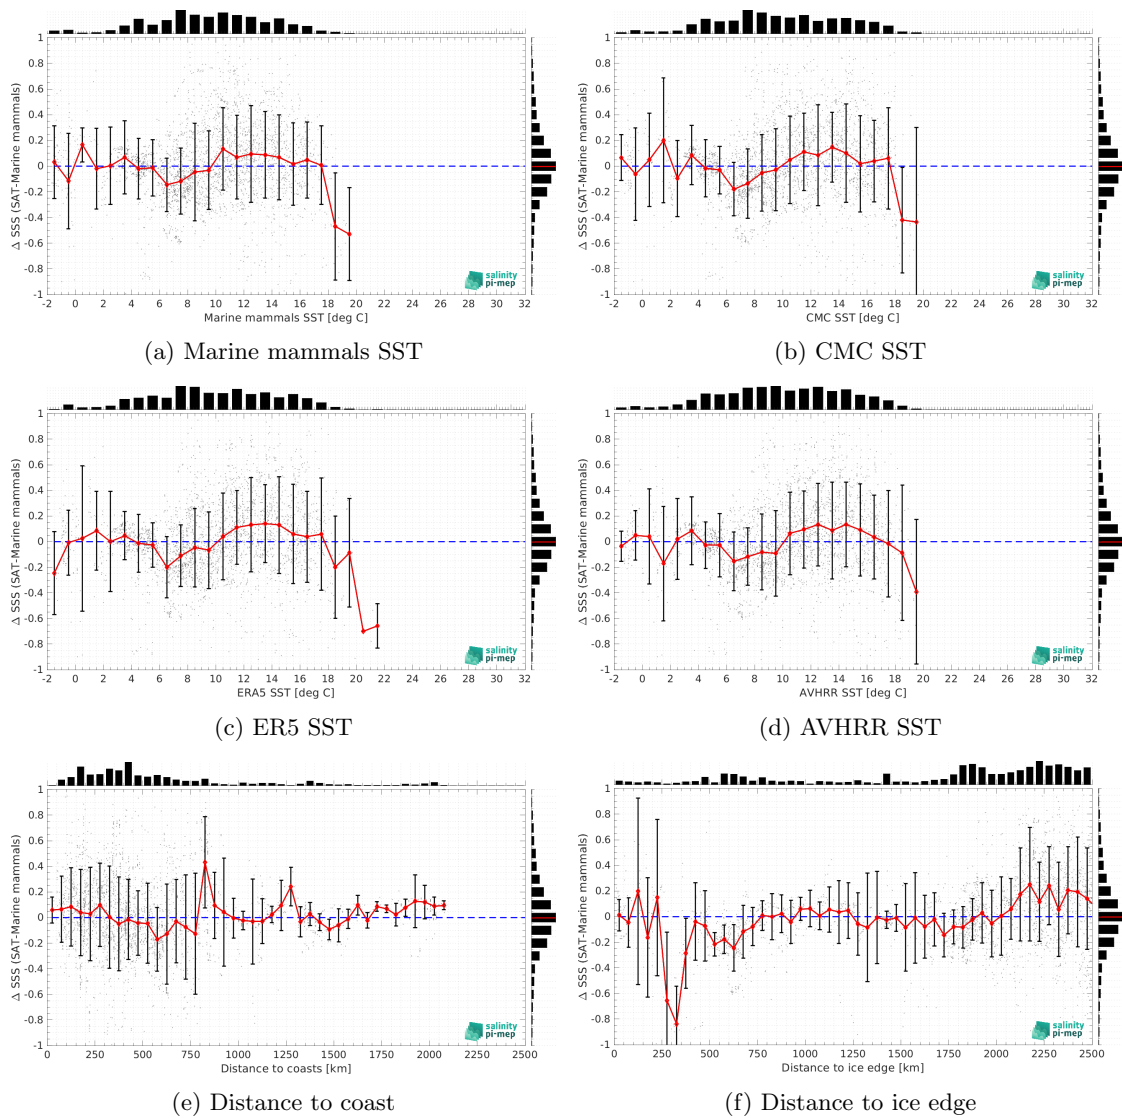 1
0.8
0.6
0.4
0.2
0
-0.2
-0.4
-0.6
-0.8
-1
Δ SSS (SAT-Marine mammals)
-2 0 2 4 6 8 10 12 14 16 18 20 22 24 26 28 30 32
Marine mammals SST [deg C]
salinity
pi-mep
(a) Marine mammals SST
1
0.8
0.6
0.4
0.2
0
-0.2
-0.4
-0.6
-0.8
-1
Δ SSS (SAT-Marine mammals)
-2 0 2 4 6 8 10 12 14 16 18 20 22 24 26 28 30 32
CMC SST [deg C]
salinity
pi-mep
(b) CMC SST
1
0.8
0.6
0.4
0.2
0
-0.2
-0.4
-0.6
-0.8
-1
Δ SSS (SAT-Marine mammals)
-2 0 2 4 6 8 10 12 14 16 18 20 22 24 26 28 30 32
ERA5 SST [deg C]
salinity
pi-mep
(c) ER5 SST
1
0.8
0.6
0.4
0.2
0
-0.2
-0.4
-0.6
-0.8
-1
Δ SSS (SAT-Marine mammals)
-2 0 2 4 6 8 10 12 14 16 18 20 22 24 26 28 30 32
AVHRR SST [deg C]
salinity
pi-mep
(d) AVHRR SST
1
0.8
0.6
0.4
0.2
0
-0.2
-0.4
-0.6
-0.8
-1
Δ SSS (SAT-Marine mammals)
0 250 500 750 1000 1250 1500 1750 2000 2250 2500
Distance to coasts [km]
salinity
pi-mep
(e) Distance to coast
1
0.8
0.6
0.4
0.2
0
-0.2
-0.4
-0.6
-0.8
-1
Δ SSS (SAT-Marine mammals)
0 250 500 750 1000 1250 1500 1750 2000 2250 2500
Distance to ice edge [km]
salinity
pi-mep
(f) Distance to ice edge